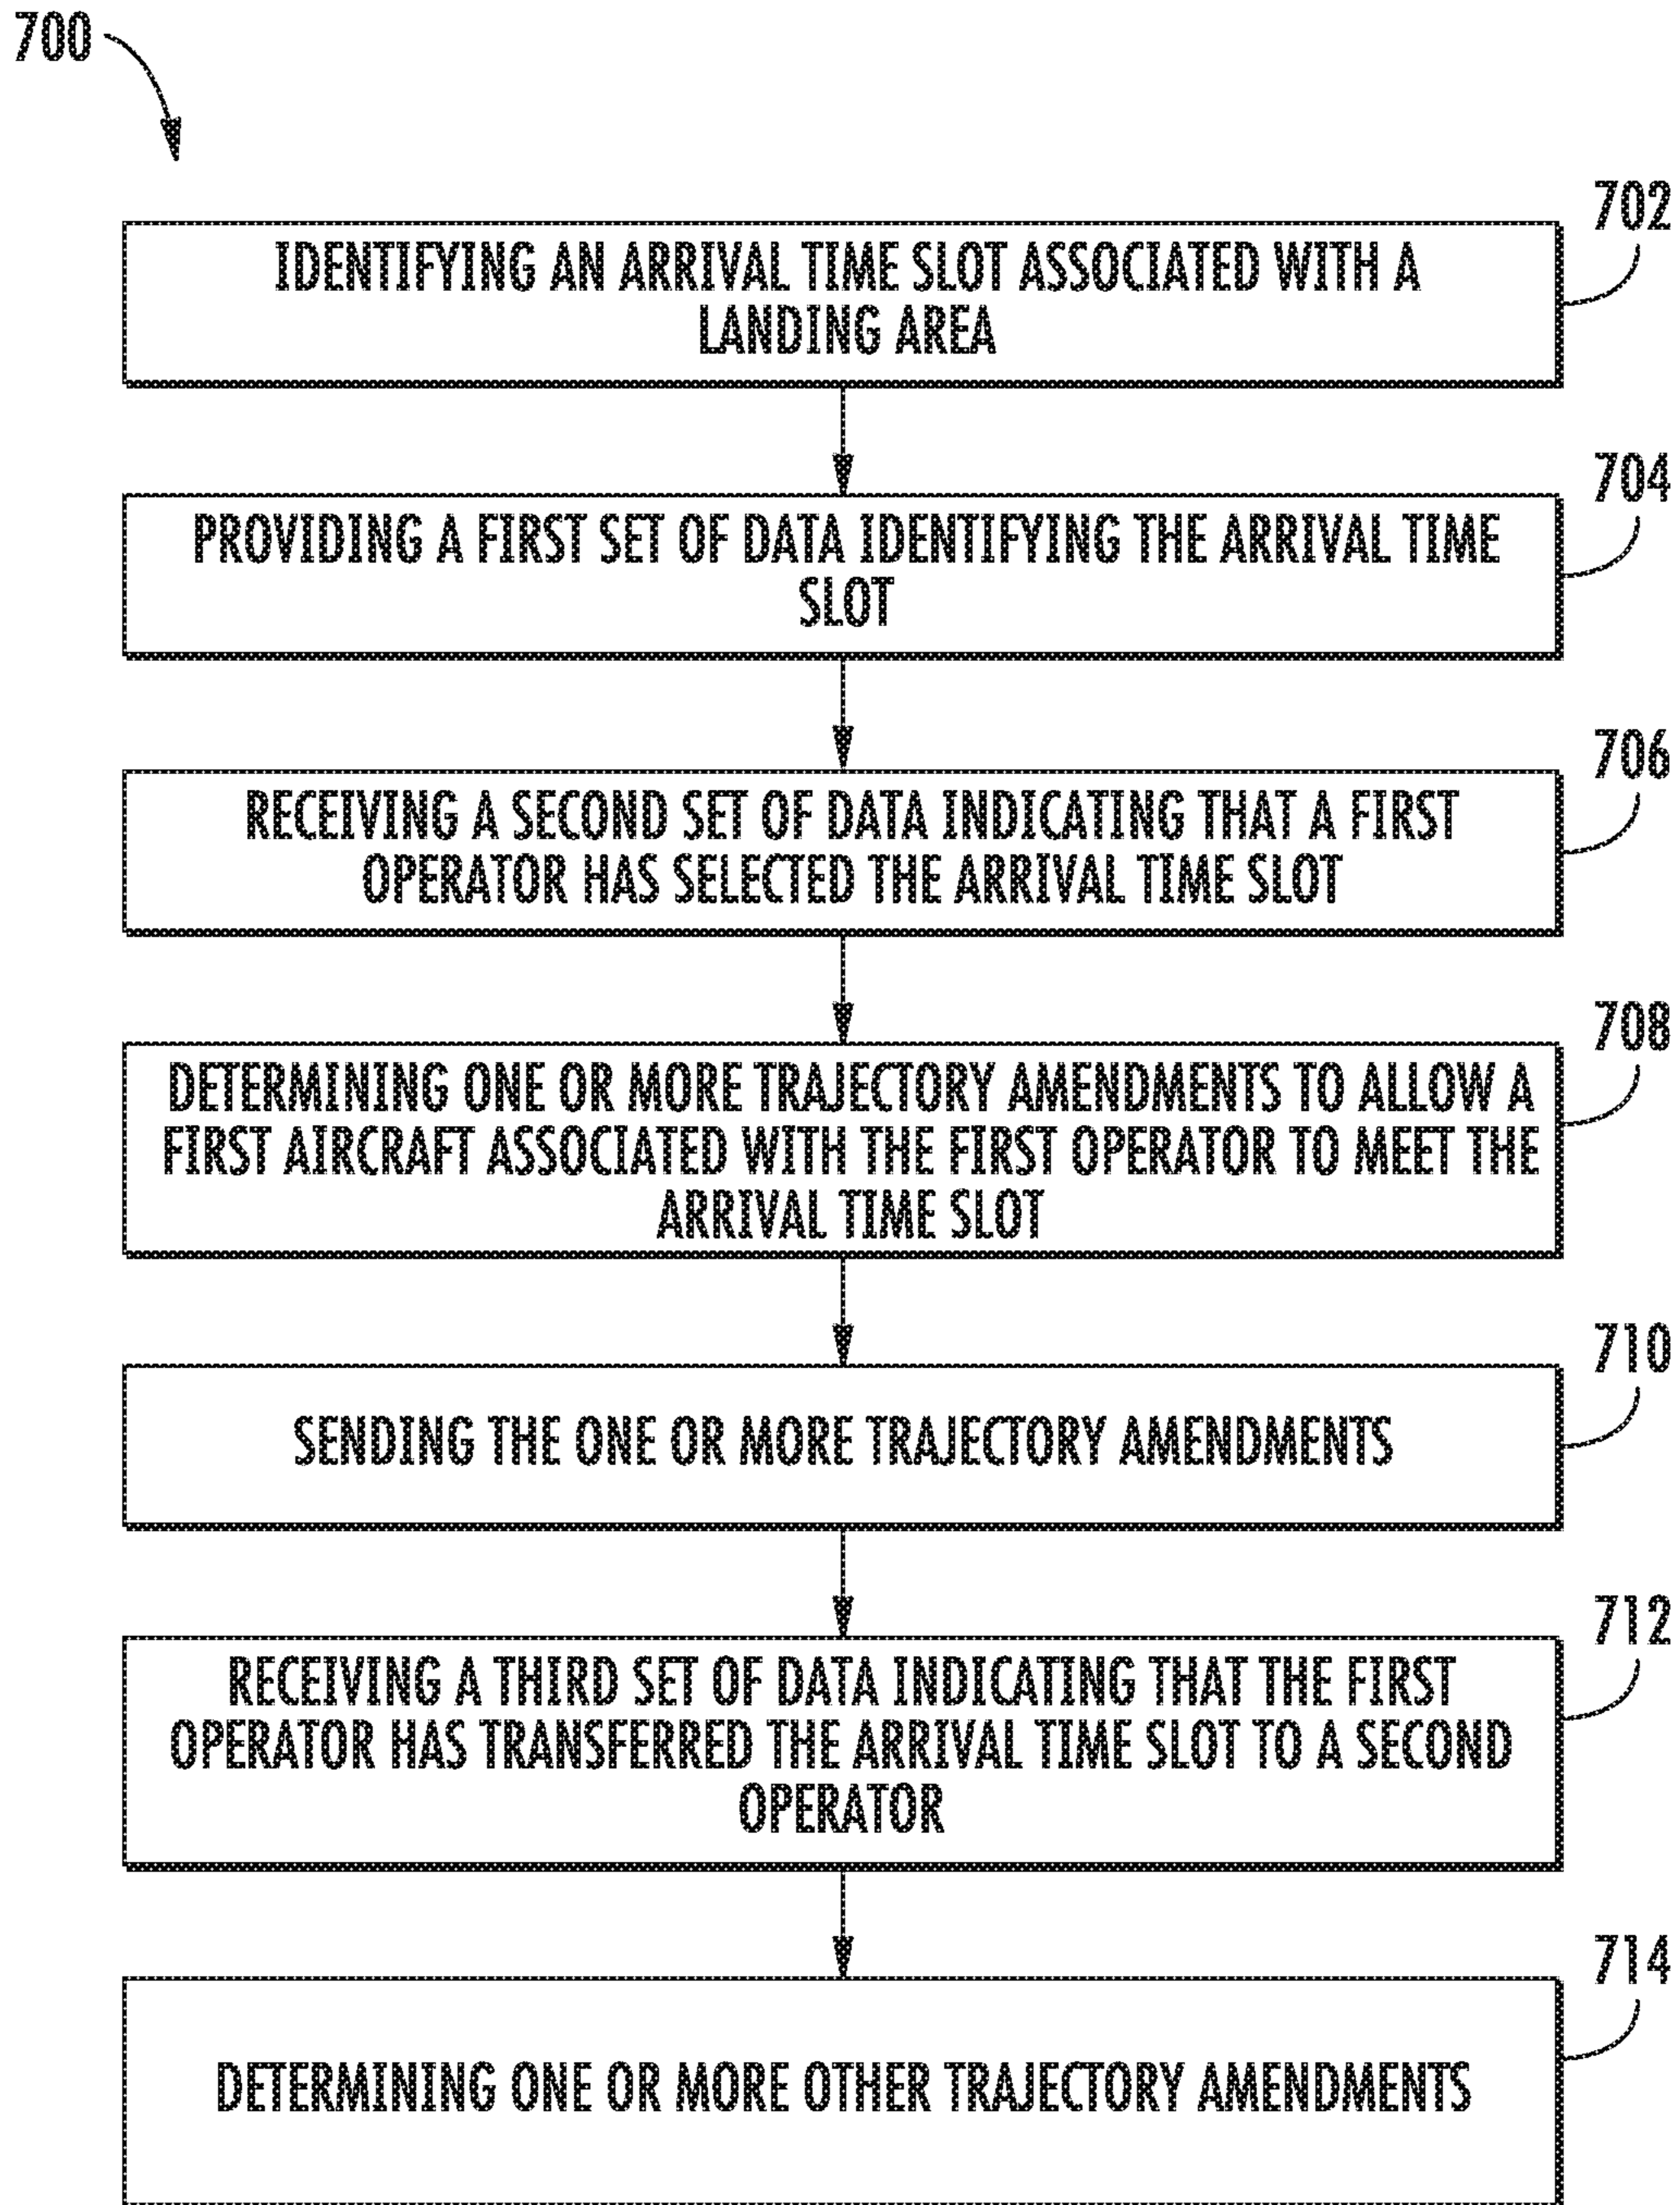 700
702
IDENTIFYING AN ARRIVAL TIME SLOT ASSOCIATED WITH A
LANDING AREA
704
PROVIDING A FIRST SET OF DATA IDENTIFYING THE ARRIVAL TIME
SLOT
706
RECEIVING A SECOND SET OF DATA INDICATING THAT A FIRST
OPERATOR HAS SELECTED THE ARRIVAL TIME SLOT
708
DETERMINING ONE OR MORE TRAJECTORY AMENDMENTS TO ALLOW A
FIRST AIRCRAFT ASSOCIATED WITH THE FIRST OPERATOR TO MEET THE
ARRIVAL TIME SLOT
710
SENDING THE ONE OR MORE TRAJECTORY AMENDMENTS
712
RECEIVING A THIRD SET OF DATA INDICATING THAT THE FIRST
OPERATOR HAS TRANSFERRED THE ARRIVAL TIME SLOT TO A SECOND
OPERATOR
714
DETERMINING ONE OR MORE OTHER TRAJECTORY AMENDMENTS